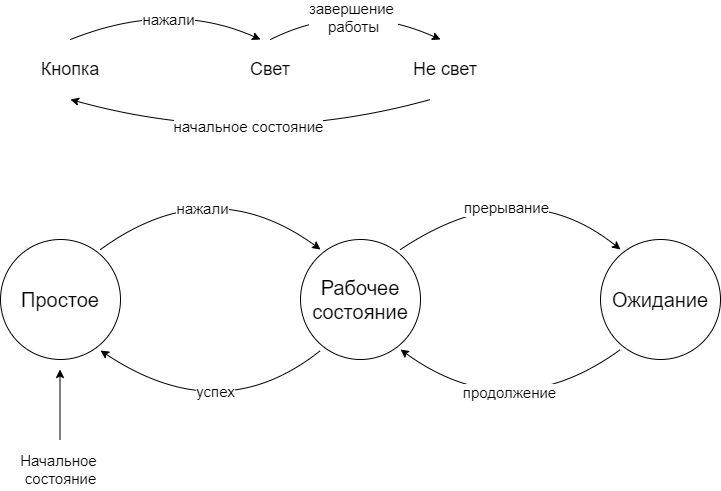 завершение
нажали
работы
Кнопка
Свет
Не свет
начальное состояние
нажали
прерывание
Простое
Рабочее
состояние
Ожидание
успех
продолжение
Начальное
состояние